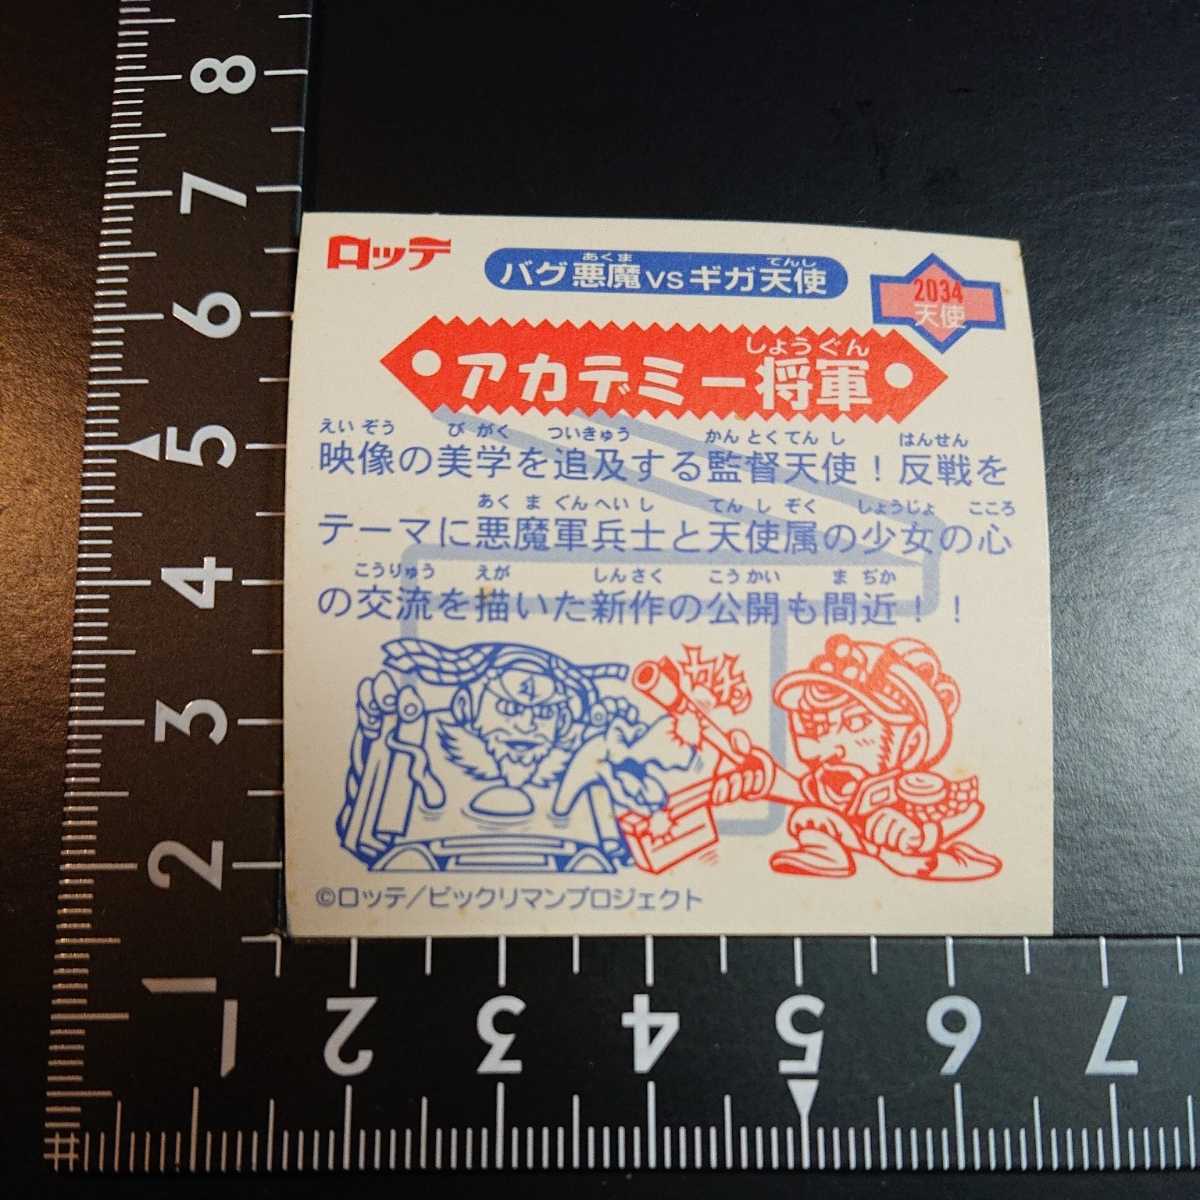 ロッテ
バグ悪魔vsギガ天使
あくま てんし
2034
天使
しょうぐん
アカデミー将軍
えいぞう びがく ついきゅう かんとくてんし はんせん
映像の美学を追及する監督天使！反戦を
あくまぐんへいし てんしぞく しょうじょ こころ
テーマに悪魔軍兵士と天使属の少女の心
こうりゅう えが しんさく こうかい まぢか
の交流を描いた新作の公開も間近！！
カチ
4
©ロッテ/ビックリマンプロジェクト
8
7
6
5
4
3
2
1
1
2
3
4
5
6
7